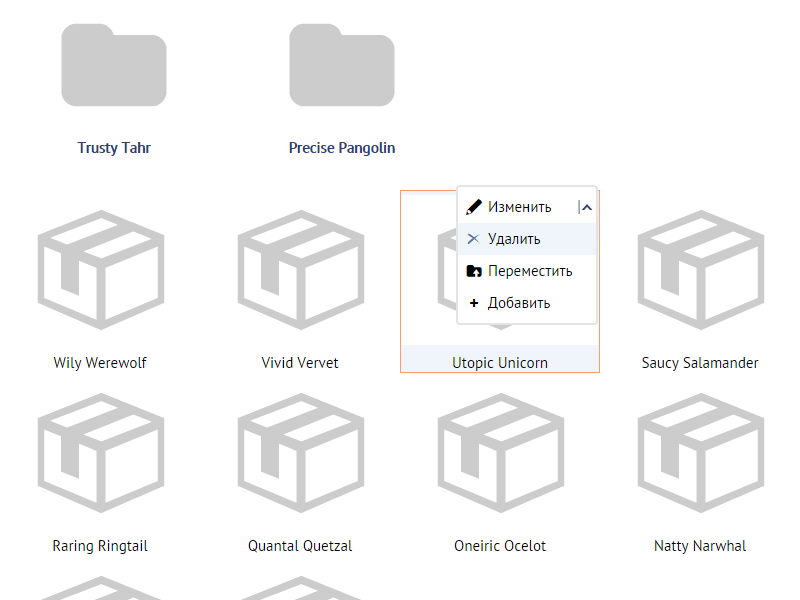 Trusty Tahr
Precise Pangolin
Изменить
Удалить
Переместить
Добавить
Wily Werewolf
Vivid Vervet
Utopic Unicorn
Saucy Salamander
Raring Ringtail
Quantal Quetzal
Oneiric Ocelot
Natty Narwhal